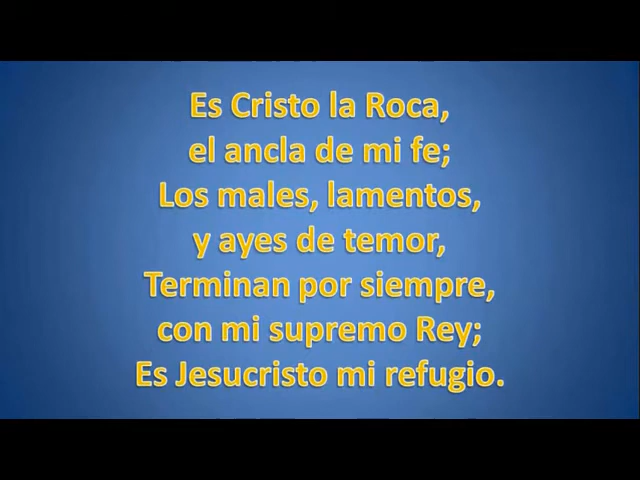 Es Cristo la Roca,
el ancla de mi fe;
Los males, lamentos,
y ayes de temor,
Terminan por siempre,
con mi supremo Rey;
Es Jesucristo mi refugio.